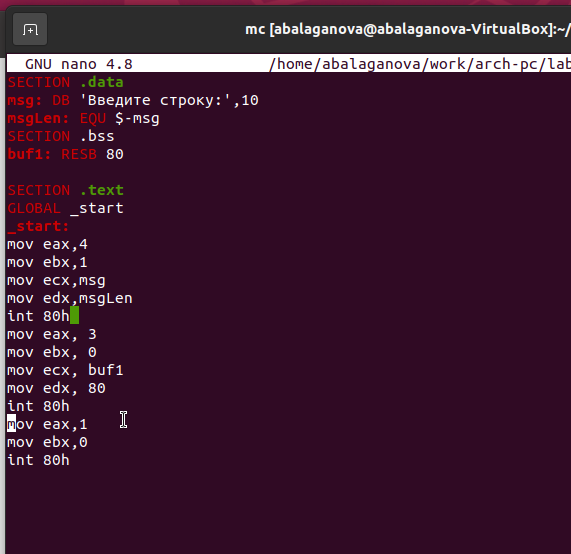 mc [abalaganova@abalaganova-VirtualBox]:~/
GNU nano 4.8 /home/abalaganova/work/arch-pc/lab
SECTION .data
msg: DB 'Введите строку:',10
msgLen: EQU $-msg
SECTION .bss
buf1: RESB 80
SECTION .text
GLOBAL _start
_start:
mov eax,4
mov ebx,1
mov ecx,msg
mov edx,msgLen
int 80h
mov eax, 3
mov ebx, 0
mov ecx, buf1
mov edx, 80
int 80h
mov eax,1
mov ebx,0
int 80h